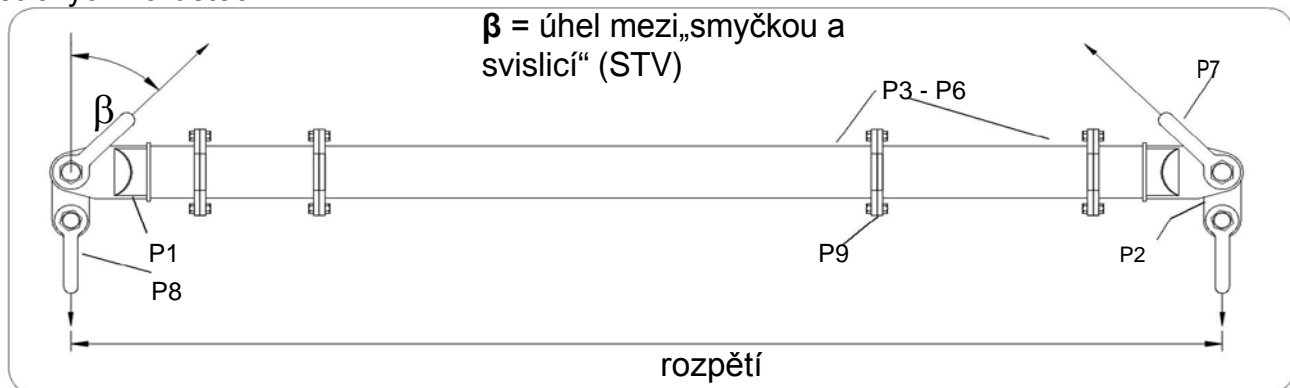 β = úhel mezi„smyčkou a
svislicí“ (STV)
P7
P3 - P6
β
P1
P9
P2
P8
rozpětí